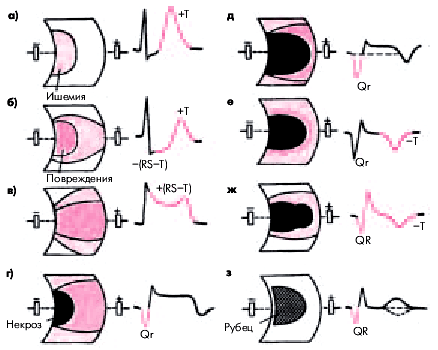 а)
+T
Ишемия
б)
+T
–(RS–T)
Повреждения
в)
+(RS–T)
г)
Некроз
Qr
д)
Qr
е)
–T
Qr
ж)
–T
QR
з)
Рубец
QR